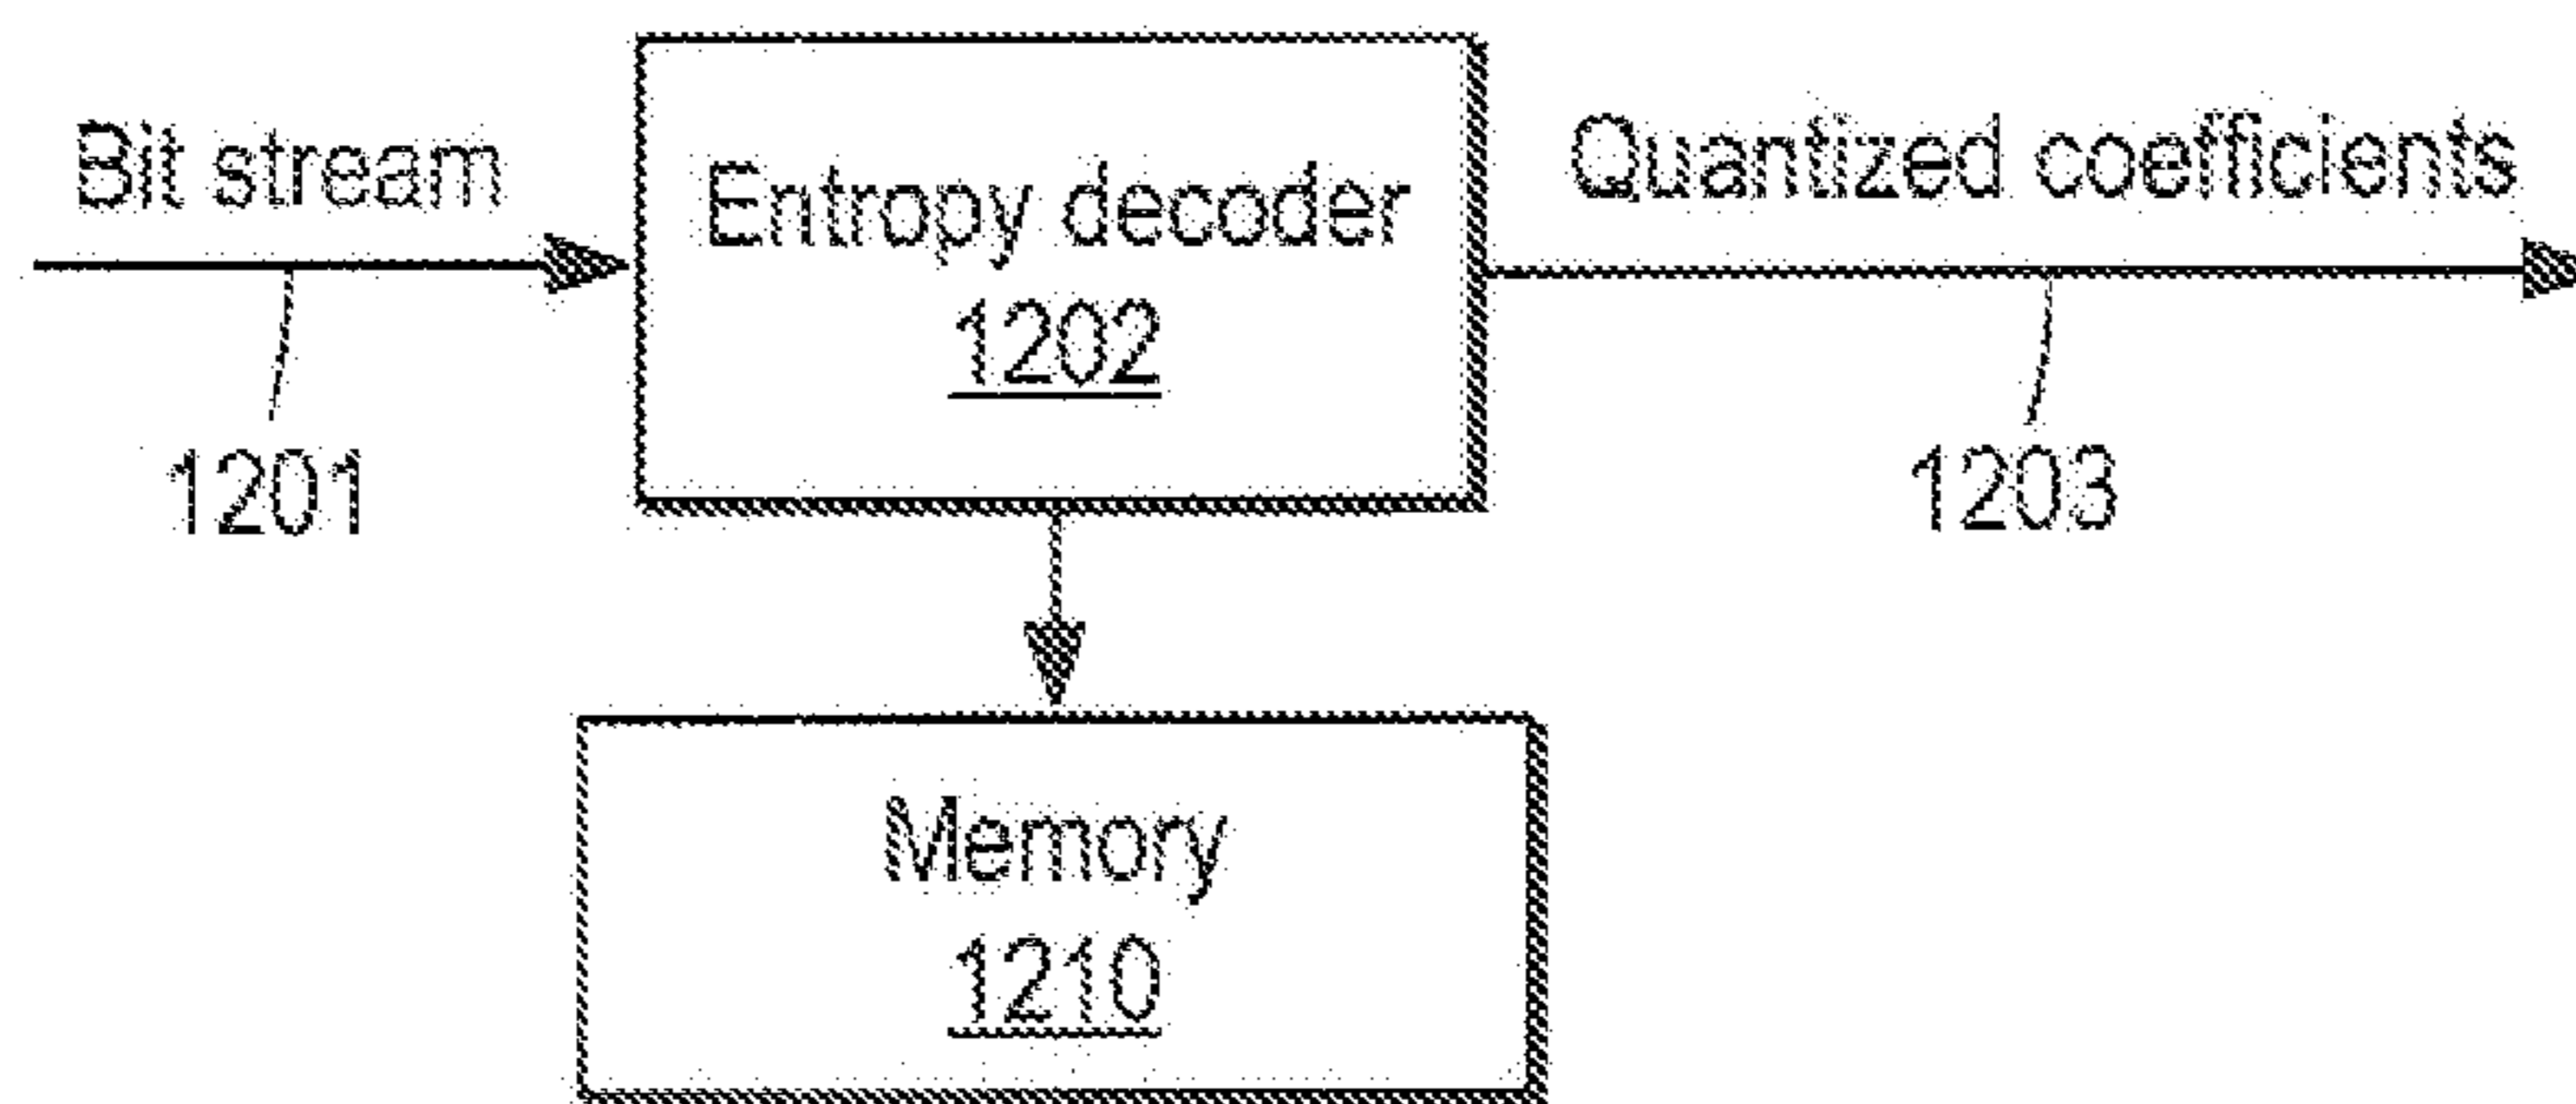 Bit stream
Entropy decoder
Quantized coefficients
1202
1201
1203
Memory
1210